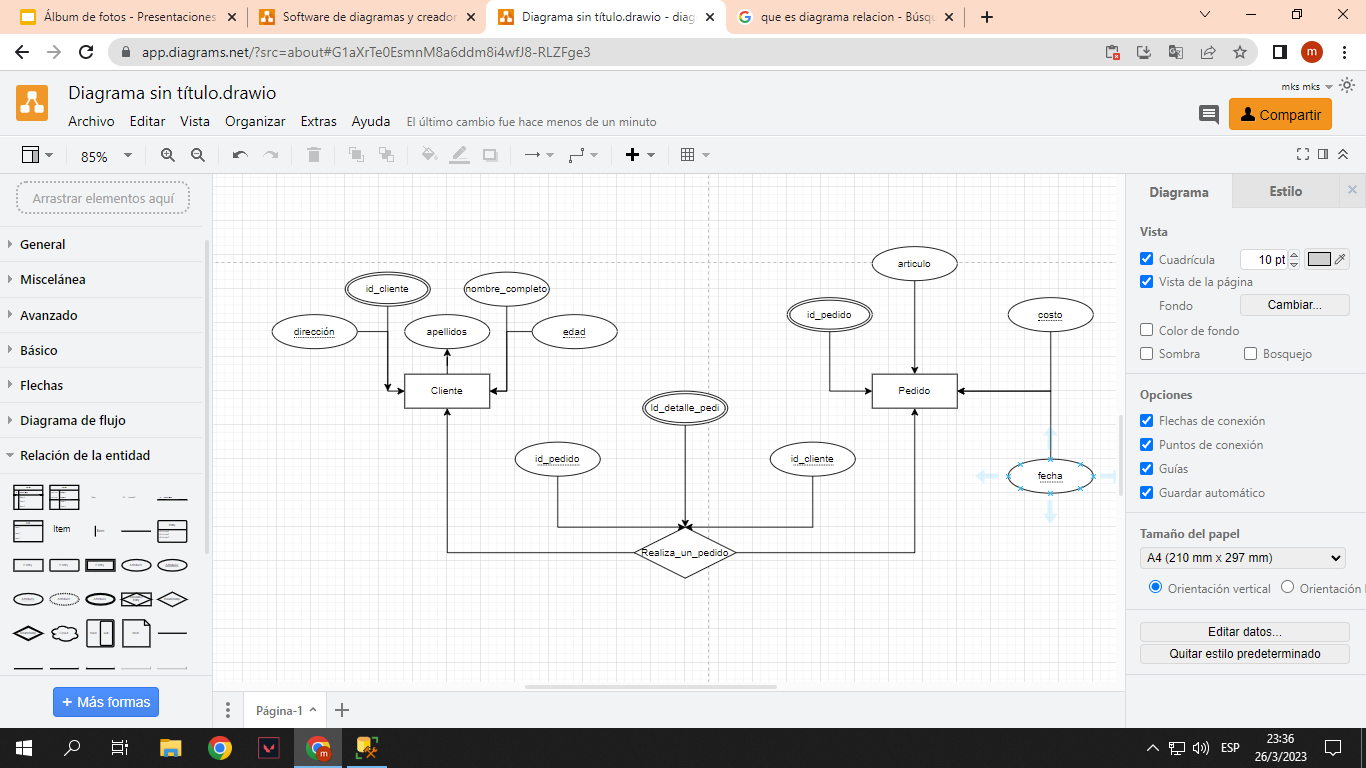 Álbum de fotos - Presentaciones
Software de diagramas y creador
Diagrama sin título.drawio - diag
que es diagrama relacion - Búsqu
app.diagrams.net/?src=about#G1aXrTe0EsmnM8a6ddm8i4wfJ8-RLZFge3
m
Diagrama sin título.drawio
mks mks
Archivo Editar Vista Organizar Extras Ayuda El último cambio fue hace menos de un minuto
Compartir
85%
Arrastrar elementos aquí
General
Miscelánea
Avanzado
Básico
Flechas
Diagrama de flujo
Relación de la entidad
Item
+ Más formas
articulo
id_cliente
nombre_completo
id_pedido
costo
dirección
apellidos
edad
Cliente
Pedido
Id_detalle_pedi
id_pedido
id_cliente
fecha
Realiza_un_pedido
Página-1
Diagrama
Estilo
Vista
Cuadrícula
10 pt
Vista de la página
Fondo
Cambiar...
Color de fondo
Sombra
Bosquejo
Opciones
Flechas de conexión
Puntos de conexión
Guías
Guardar automático
Tamaño del papel
A4 (210 mm x 297 mm)
Orientación vertical
Orientación
Editar datos...
Quitar estilo predeterminado
m
ESP
23:36
26/3/2023